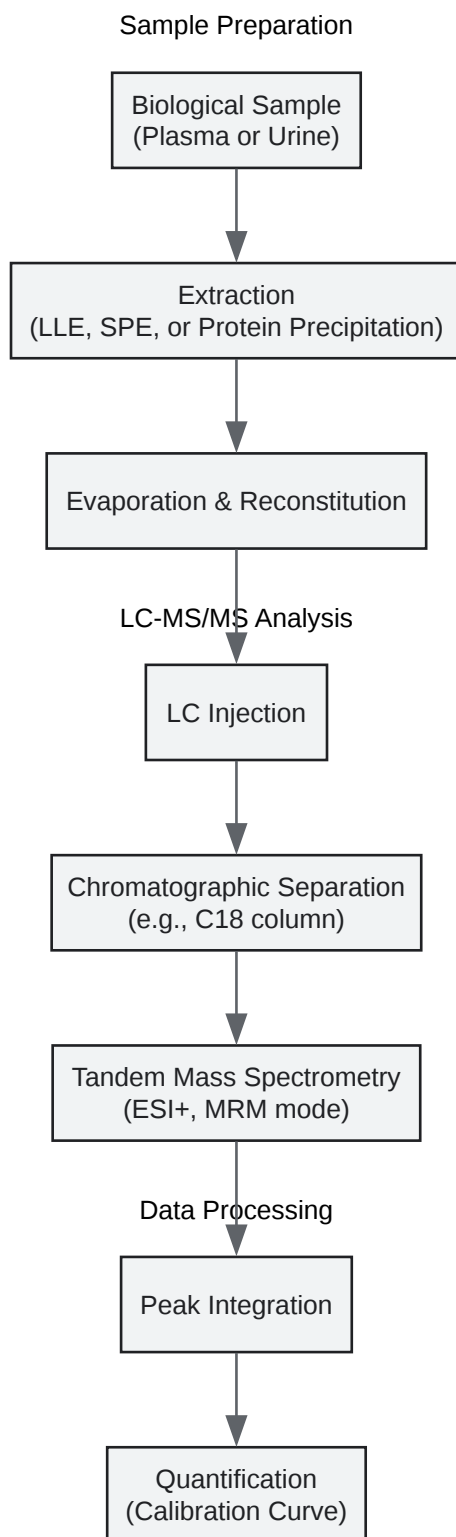 Sample Preparation
Biological Sample
(Plasma or Urine)
Extraction
(LLE, SPE, or Protein Precipitation)
Evaporation & Reconstitution
LC-MS/MS Analysis
LC Injection
Chromatographic Separation
(e.g., C18 column)
Tandem Mass Spectrometry
(ESI+, MRM mode)
Data Processing
Peak Integration
Quantification
(Calibration Curve)